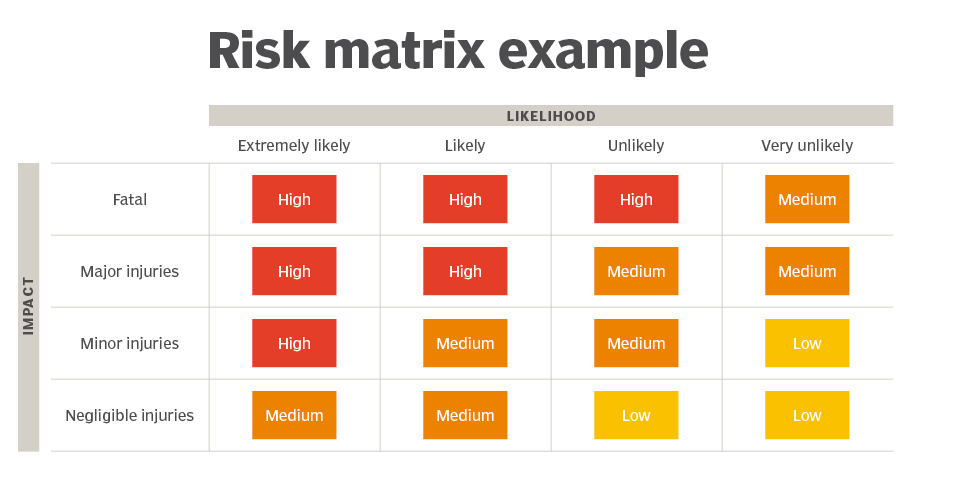 Risk matrix example
LIKELIHOOD
Extremely likely Likely Unlikely Very unlikely
IMPACT
Fatal High High High Medium
Major injuries High High Medium Medium
Minor injuries High Medium Medium Low
Negligible injuries Medium Medium Low Low